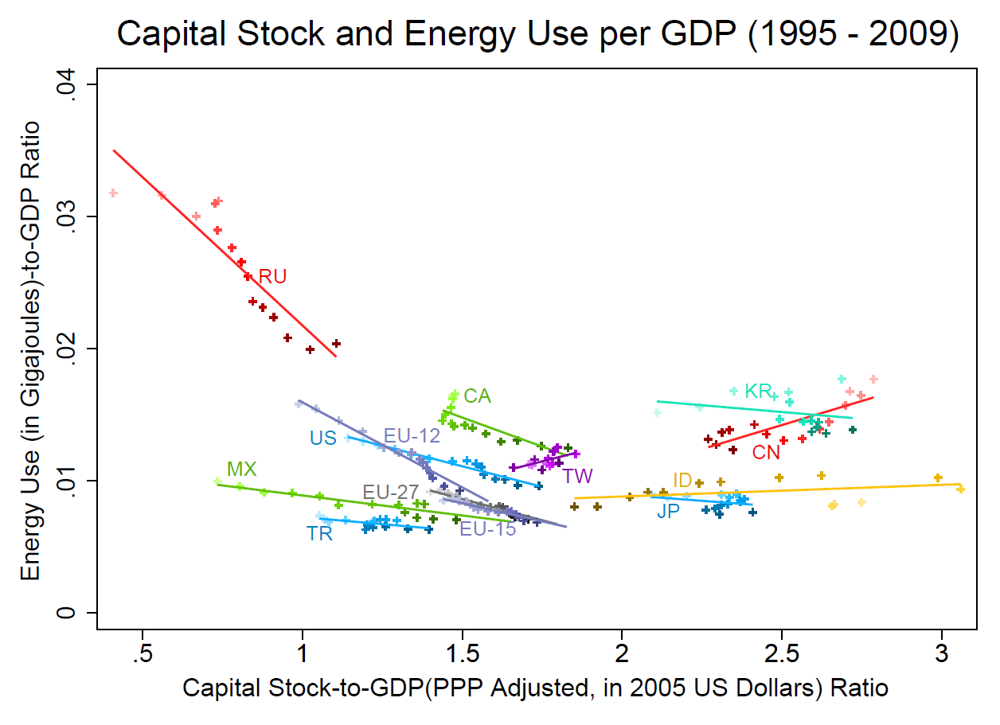 Capital Stock and Energy Use per GDP (1995 - 2009)
Energy Use (in Gigajoules)-to-GDP Ratio
.04
.03
.02
.01
0
RU
CA
KR
US
EU-12
CN
MX
TW
ID
EU-27
JP
TR
EU-15
.5 1 1.5 2 2.5 3
Capital Stock-to-GDP(PPP Adjusted, in 2005 US Dollars) Ratio